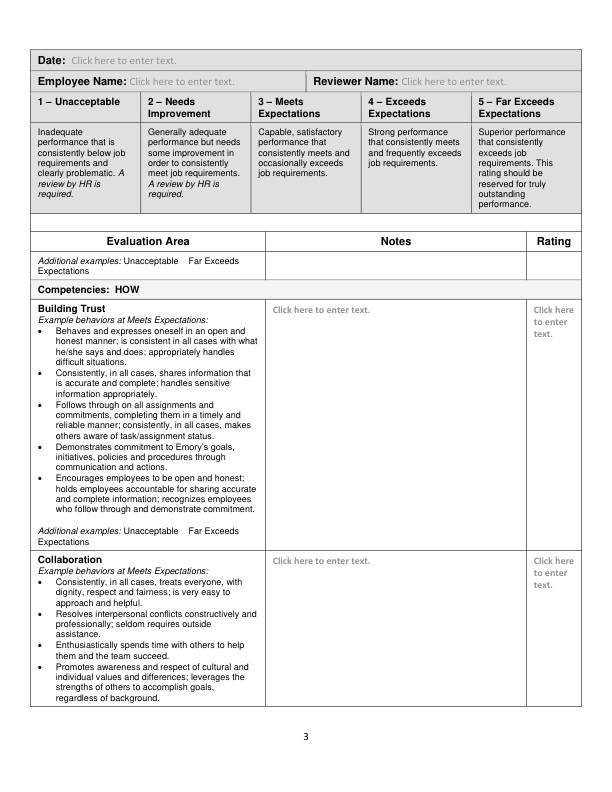 Date: Click here to enter text.
Employee Name: Click here to enter text.
Reviewer Name: Click here to enter text.
1 – Unacceptable
2 – Needs
Improvement
3 – Meets
Expectations
4 – Exceeds
Expectations
5 – Far Exceeds
Expectations
Inadequate
performance that is
consistently below job
requirements and
clearly problematic. A
review by HR is
required.
Generally adequate
performance but needs
some improvement in
order to consistently
meet job requirements.
A review by HR is
required.
Capable, satisfactory
performance that
consistently meets and
occasionally exceeds
job requirements.
Strong performance
that consistently meets
and frequently exceeds
job requirements.
Superior performance
that consistently
exceeds job
requirements. This
rating should be
reserved for truly
outstanding
performance.
Evaluation Area
Notes
Rating
Additional examples: Unacceptable Far Exceeds
Expectations
Competencies: HOW
Building Trust
Example behaviors at Meets Expectations:
• Behaves and expresses oneself in an open and
honest manner; is consistent in all cases with what
he/she says and does; appropriately handles
difficult situations.
• Consistently, in all cases, shares information that
is accurate and complete; handles sensitive
information appropriately.
• Follows through on all assignments and
commitments, completing them in a timely and
reliable manner; consistently, in all cases, makes
others aware of task/assignment status.
• Demonstrates commitment to Emory's goals,
initiatives, policies and procedures through
communication and actions.
• Encourages employees to be open and honest;
holds employees accountable for sharing accurate
and complete information; recognizes employees
who follow through and demonstrate commitment.
Additional examples: Unacceptable Far Exceeds
Expectations
Click here to enter text.
Click here
to enter
text.
Collaboration
Example behaviors at Meets Expectations:
• Consistently, in all cases, treats everyone, with
dignity, respect and fairness; is very easy to
approach and helpful.
• Resolves interpersonal conflicts constructively and
professionally; seldom requires outside
assistance.
• Enthusiastically spends time with others to help
them and the team succeed.
• Promotes awareness and respect of cultural and
individual values and differences; leverages the
strengths of others to accomplish goals,
regardless of background.
Click here to enter text.
Click here
to enter
text.
3